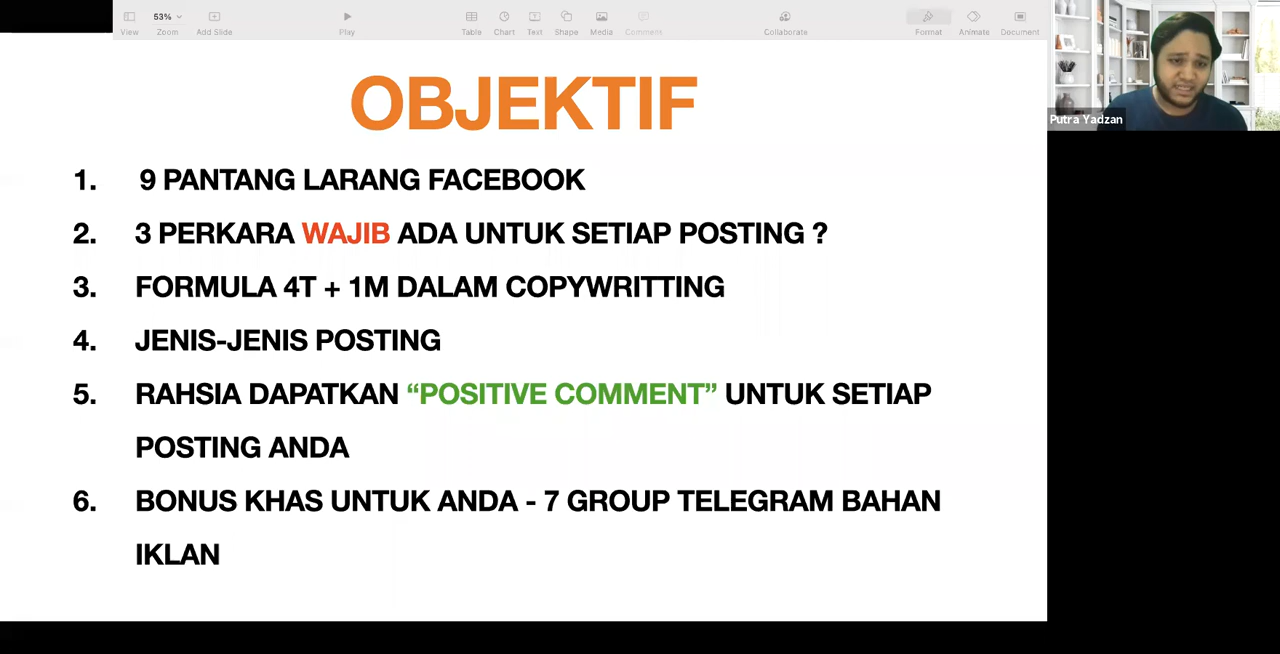 53%
View Zoom Add Slide Play Table Chart Text Shape Media Comment Collaborate Format Animate Document
Putra Yadzan
OBJEKTIF
1. 9 PANTANG LARANG FACEBOOK
2. 3 PERKARA WAJIB ADA UNTUK SETIAP POSTING ?
3. FORMULA 4T + 1M DALAM COPYWRITTING
4. JENIS-JENIS POSTING
5. RAHSIA DAPATKAN “POSITIVE COMMENT” UNTUK SETIAP
POSTING ANDA
6. BONUS KHAS UNTUK ANDA - 7 GROUP TELEGRAM BAHAN
IKLAN